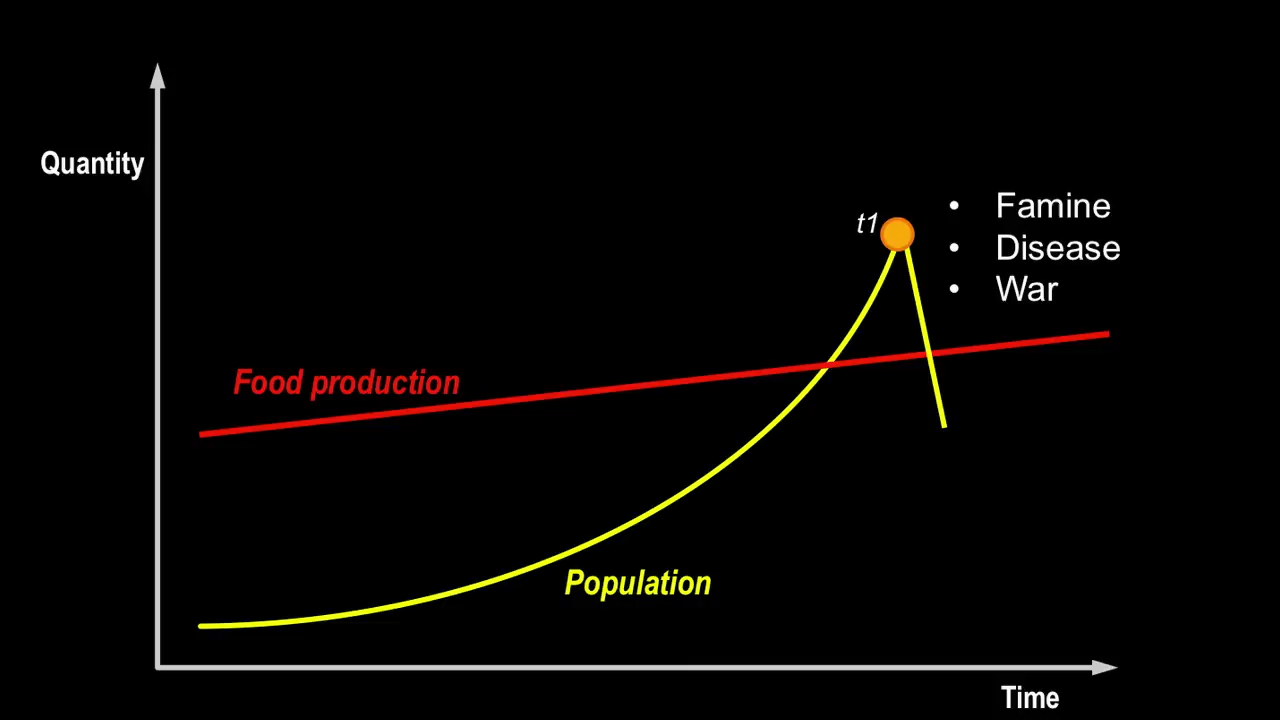 Quantity
t1
• Famine
• Disease
• War
Food production
Population
Time